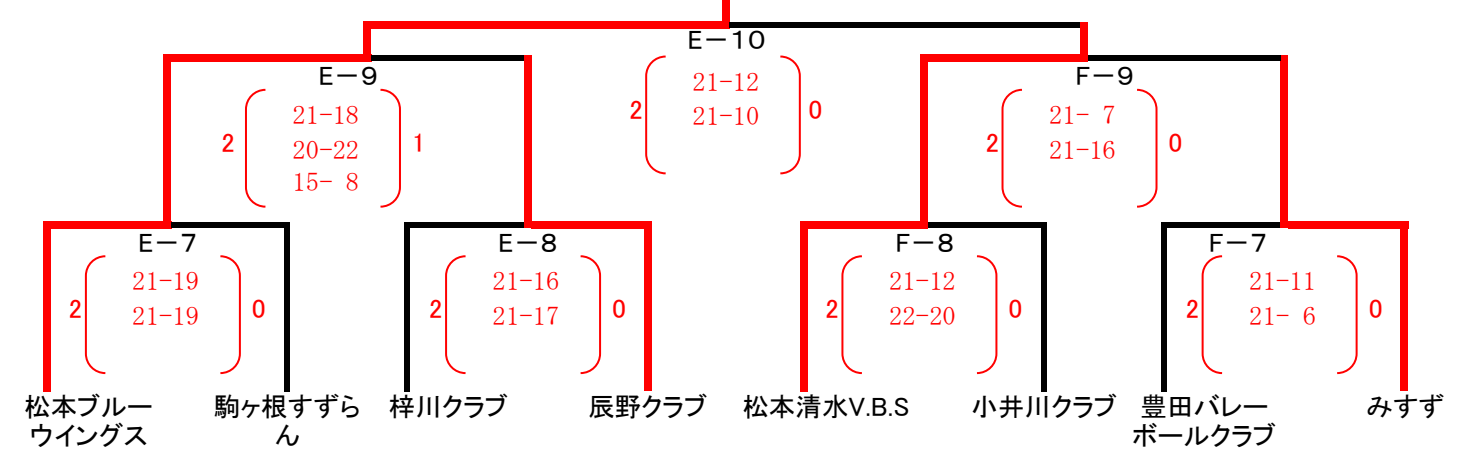 E－10
21-12
2 21-10 0
E－9
21-18
2 20-22 1
15- 8
F－9
21- 7
2 21-16 0
E－7
21-19
2 21-19 0
E－8
21-16
2 21-17 0
F－8
21-12
2 22-20 0
F－7
21-11
2 21- 6 0
松本ブルー
ウイングス
駒ヶ根すずら
ん
梓川クラブ
辰野クラブ
松本清水V.B.S
小井川クラブ
豊田バレー
ボールクラブ
みすず